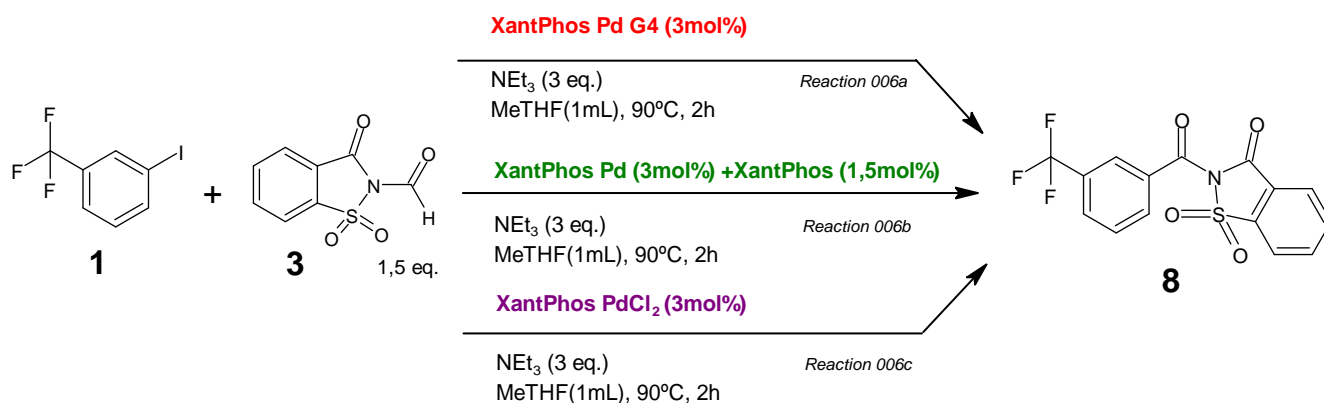 XantPhos Pd G4 (3mol%)
NEt3 (3 eq.)
Reaction 006a
MeTHF(1mL), 90ºC, 2h
F
F
F
I
1
+
O
N
O
H
S
O
O
3
1,5 eq.
XantPhos Pd (3mol%) +XantPhos (1,5mol%)
NEt3 (3 eq.)
Reaction 006b
MeTHF(1mL), 90ºC, 2h
XantPhos PdCl2 (3mol%)
NEt3 (3 eq.)
Reaction 006c
MeTHF(1mL), 90ºC, 2h
F
F
F
O
O
N
O
S
O
8